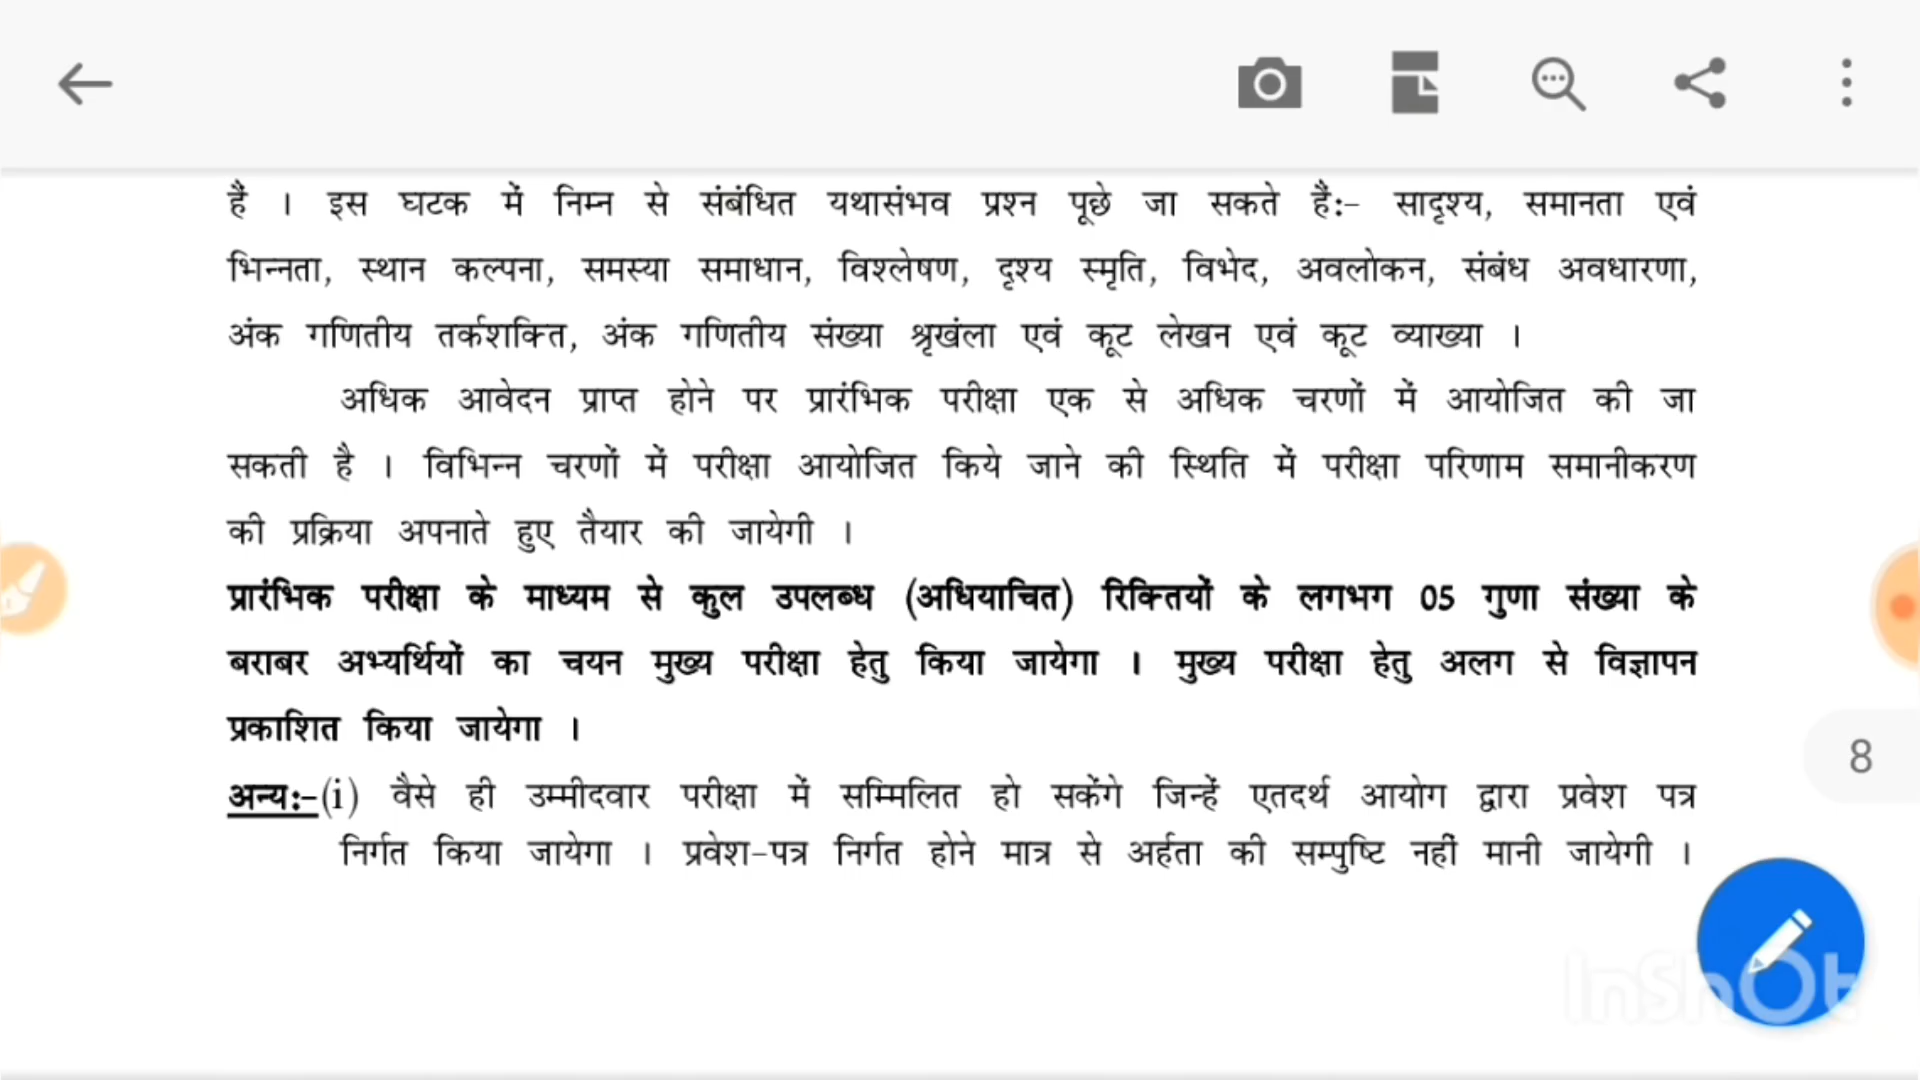 हैं । इस घटक में निम्न से संबंधित यथासंभव प्रश्न पूछे जा सकते हैं:- सादृश्य, समानता एवं
भिन्नता, स्थान कल्पना, समस्या समाधान, विश्लेषण, दृश्य स्मृति, विभेद, अवलोकन, संबंध अवधारणा,
अंक गणितीय तर्कशक्ति, अंक गणितीय संख्या श्रृखंला एवं कूट लेखन एवं कूट व्याख्या ।
अधिक आवेदन प्राप्त होने पर प्रारंभिक परीक्षा एक से अधिक चरणों में आयोजित की जा
सकती है । विभिन्न चरणों में परीक्षा आयोजित किये जाने की स्थिति में परीक्षा परिणाम समानीकरण
की प्रक्रिया अपनाते हुए तैयार की जायेगी ।
प्रारंभिक परीक्षा के माध्यम से कुल उपलब्ध (अधियाचित) रिक्तियों के लगभग 05 गुणा संख्या के
बराबर अभ्यर्थियों का चयन मुख्य परीक्षा हेतु किया जायेगा । मुख्य परीक्षा हेतु अलग से विज्ञापन
प्रकाशित किया जायेगा ।
8
अन्य:-(i) वैसे ही उम्मीदवार परीक्षा में सम्मिलित हो सकेंगे जिन्हें एतदर्थ आयोग द्वारा प्रवेश पत्र
निर्गत किया जायेगा । प्रवेश-पत्र निर्गत होने मात्र से अर्हता की सम्पुष्टि नहीं मानी जायेगी ।
InShOt